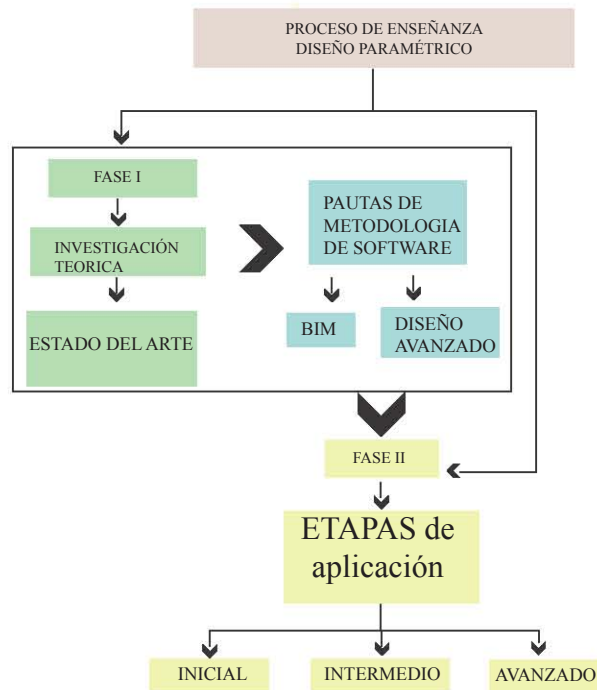 PROCESO DE ENSEÑANZA
DISEÑO PARAMÉTRICO
FASE I
INVESTIGACIÓN
TEORICA
ESTADO DEL ARTE
PAUTAS DE
METODOLOGIA
DE SOFTWARE
BIM
DISEÑO
AVANZADO
FASE II
ETAPAS de
aplicación
INICIAL
INTERMEDIO
AVANZADO